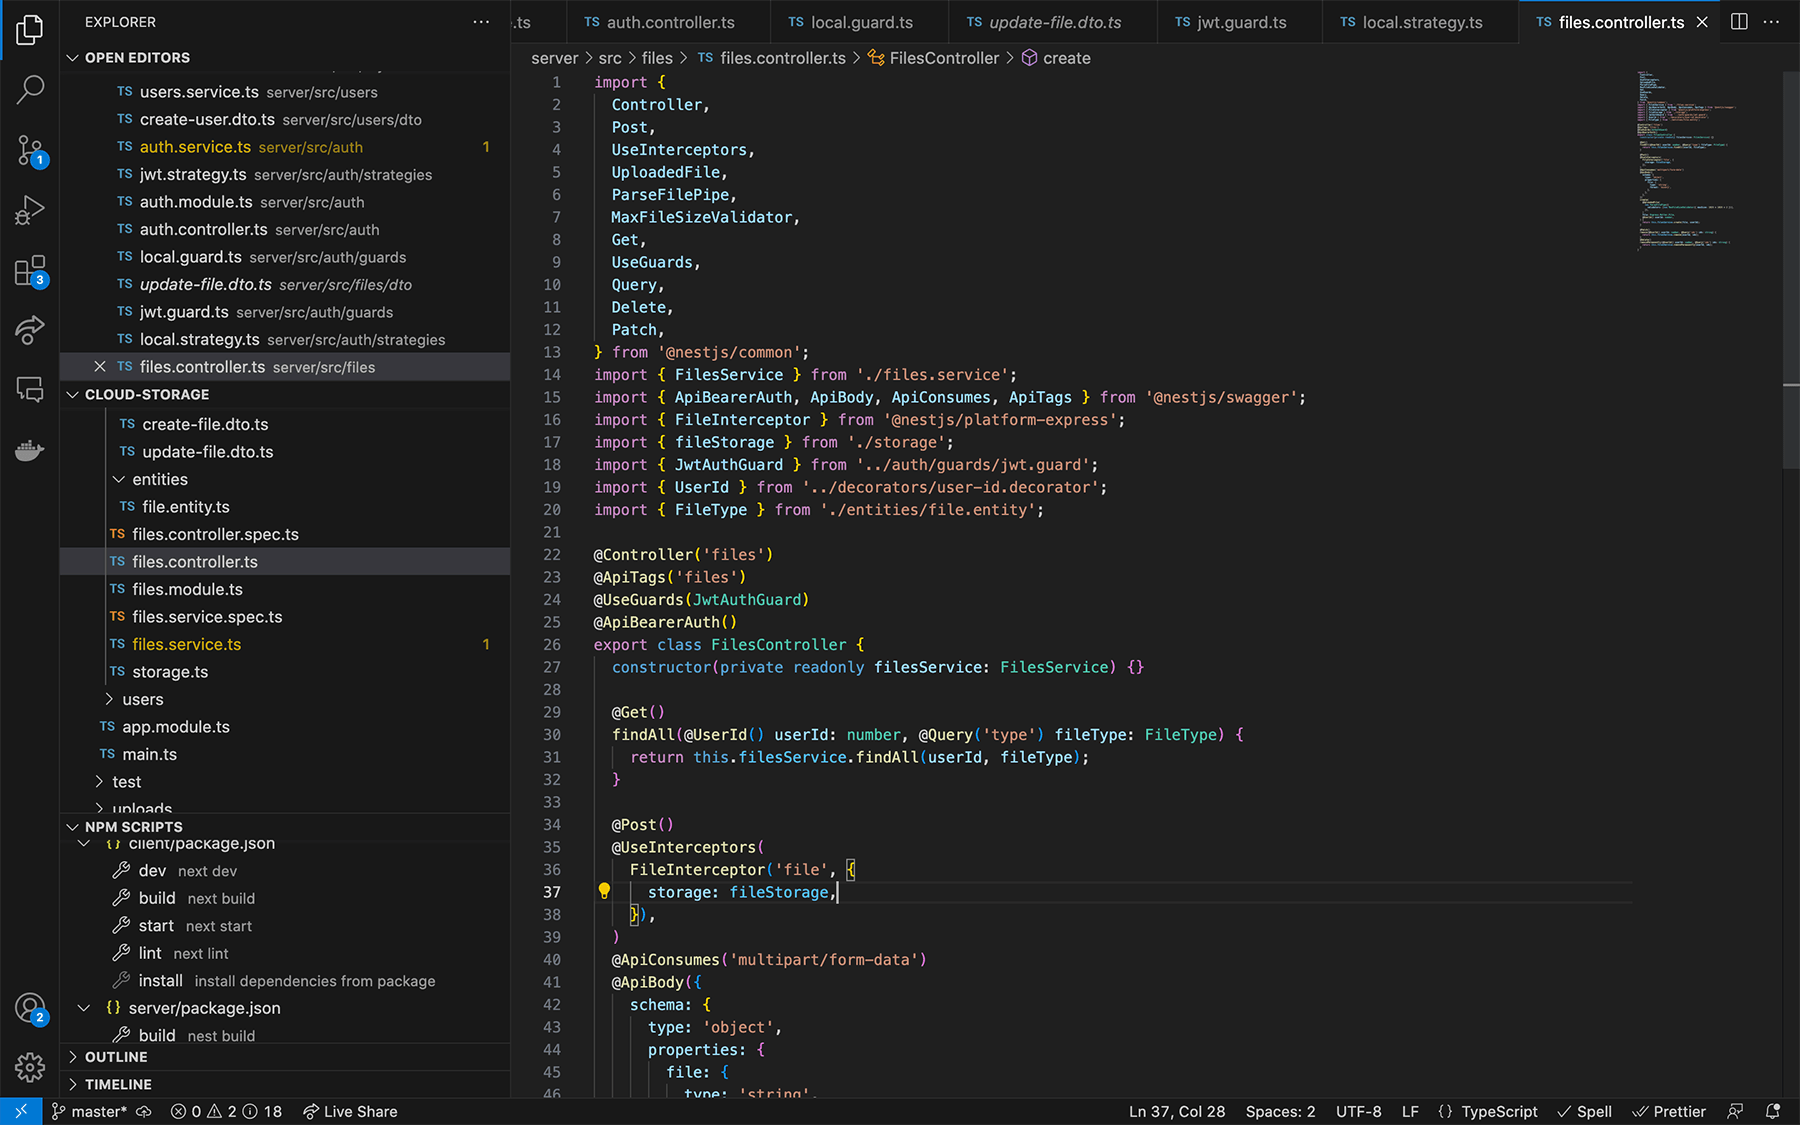 EXPLORER
OPEN EDITORS
TS users.service.ts server/src/users
TS create-user.dto.ts server/src/users/dto
TS auth.service.ts server/src/auth 1
TS jwt.strategy.ts server/src/auth/strategies
TS auth.module.ts server/src/auth
TS auth.controller.ts server/src/auth
TS local.guard.ts server/src/auth/guards
TS update-file.dto.ts server/src/files/dto
TS jwt.guard.ts server/src/auth/guards
TS local.strategy.ts server/src/auth/strategies
TS files.controller.ts server/src/files
CLOUD-STORAGE
TS create-file.dto.ts
TS update-file.dto.ts
entities
TS file.entity.ts
TS files.controller.spec.ts
TS files.controller.ts
TS files.module.ts
TS files.service.spec.ts
TS files.service.ts 1
TS storage.ts
users
TS app.module.ts
TS main.ts
test
uploads
NPM SCRIPTS
{} client/package.json
dev next dev
build next build
start next start
lint next lint
install install dependencies from package
{} server/package.json
build nest build
OUTLINE
TIMELINE
1
3
2
.ts TS auth.controller.ts TS local.guard.ts TS update-file.dto.ts TS jwt.guard.ts TS local.strategy.ts TS files.controller.ts
server > src > files > TS files.controller.ts > FilesController > create
1 import {
2 Controller,
3 Post,
4 UseInterceptors,
5 UploadedFile,
6 ParseFilePipe,
7 MaxFileSizeValidator,
8 Get,
9 UseGuards,
10 Query,
11 Delete,
12 Patch,
13 } from '@nestjs/common';
14 import { FilesService } from './files.service';
15 import { ApiBearerAuth, ApiBody, ApiConsumes, ApiTags } from '@nestjs/swagger';
16 import { FileInterceptor } from '@nestjs/platform-express';
17 import { fileStorage } from './storage';
18 import { JwtAuthGuard } from '../auth/guards/jwt.guard';
19 import { UserId } from '../decorators/user-id.decorator';
20 import { FileType } from './entities/file.entity';
21
22 @Controller('files')
23 @ApiTags('files')
24 @UseGuards(JwtAuthGuard)
25 @ApiBearerAuth()
26 export class FilesController {
27 constructor(private readonly filesService: FilesService) {}
28
29 @Get()
30 findAll(@UserId() userId: number, @Query('type') fileType: FileType) {
31 return this.filesService.findAll(userId, fileType);
32 }
33
34 @Post()
35 @UseInterceptors(
36 FileInterceptor('file', {
37 storage: fileStorage,
38 }),
39 )
40 @ApiConsumes('multipart/form-data')
41 @ApiBody({
42 schema: {
43 type: 'object',
44 properties: {
45 file: {
46 type: 'string',
master* 0 2 18 Live Share Ln 37, Col 28 Spaces: 2 UTF-8 LF {} TypeScript Spell Prettier